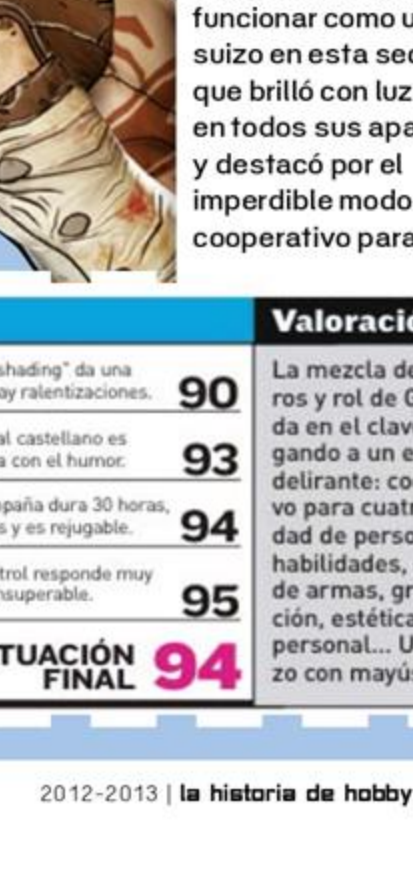 funcionar como u
suizo en esta sec
que brilló con luz
en todos sus apa
y destacó por el
imperdible modo
cooperativo para
shading" da una
ay ralentizaciones. 90
al castellano es
a con el humor. 93
paña dura 30 horas,
s y es rejugable. 94
trol responde muy
nsuperable. 95
TUACIÓN
FINAL 94
Valoracio
La mezcla de
ros y rol de G
da en el clavo
gando a un e
delirante: co
vo para cuatr
dad de perso
habilidades,
de armas, gr
ción, estética
personal... U
zo con mayús
2012-2013 | la historia de hobby